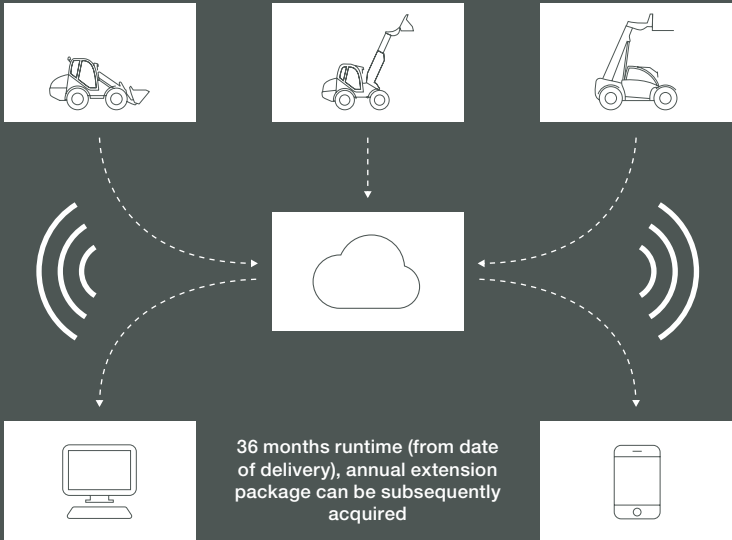 36 months runtime (from date
of delivery), annual extension
package can be subsequently
acquired